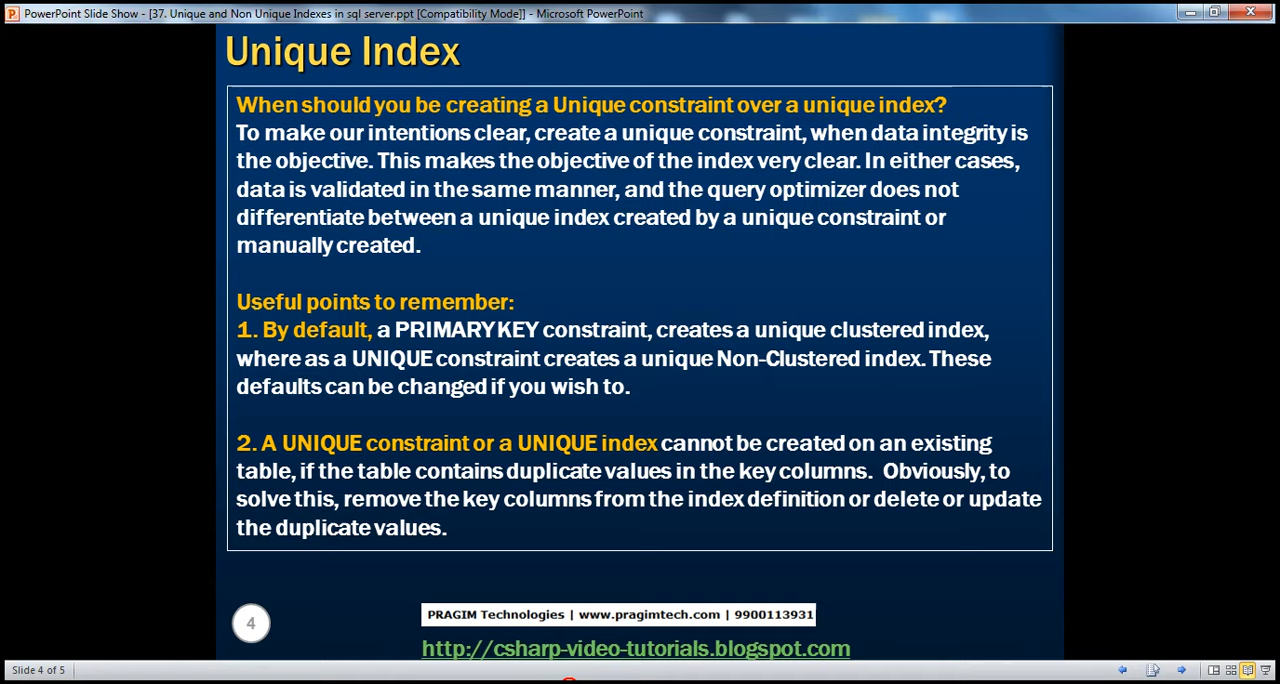 PowerPoint Slide Show - [37. Unique and Non Unique Indexes in sql server.ppt [Compatibility Mode]] - Microsoft PowerPoint
Unique Index
When should you be creating a Unique constraint over a unique index?
To make our intentions clear, create a unique constraint, when data integrity is
the objective. This makes the objective of the index very clear. In either cases,
data is validated in the same manner, and the query optimizer does not
differentiate between a unique index created by a unique constraint or
manually created.
Useful points to remember:
1. By default, a PRIMARY KEY constraint, creates a unique clustered index,
where as a UNIQUE constraint creates a unique Non-Clustered index. These
defaults can be changed if you wish to.
2. A UNIQUE constraint or a UNIQUE index cannot be created on an existing
table, if the table contains duplicate values in the key columns. Obviously, to
solve this, remove the key columns from the index definition or delete or update
the duplicate values.
PRAGIM Technologies | www.pragimtech.com | 9900113931
4
http://csharp-video-tutorials.blogspot.com
Slide 4 of 5